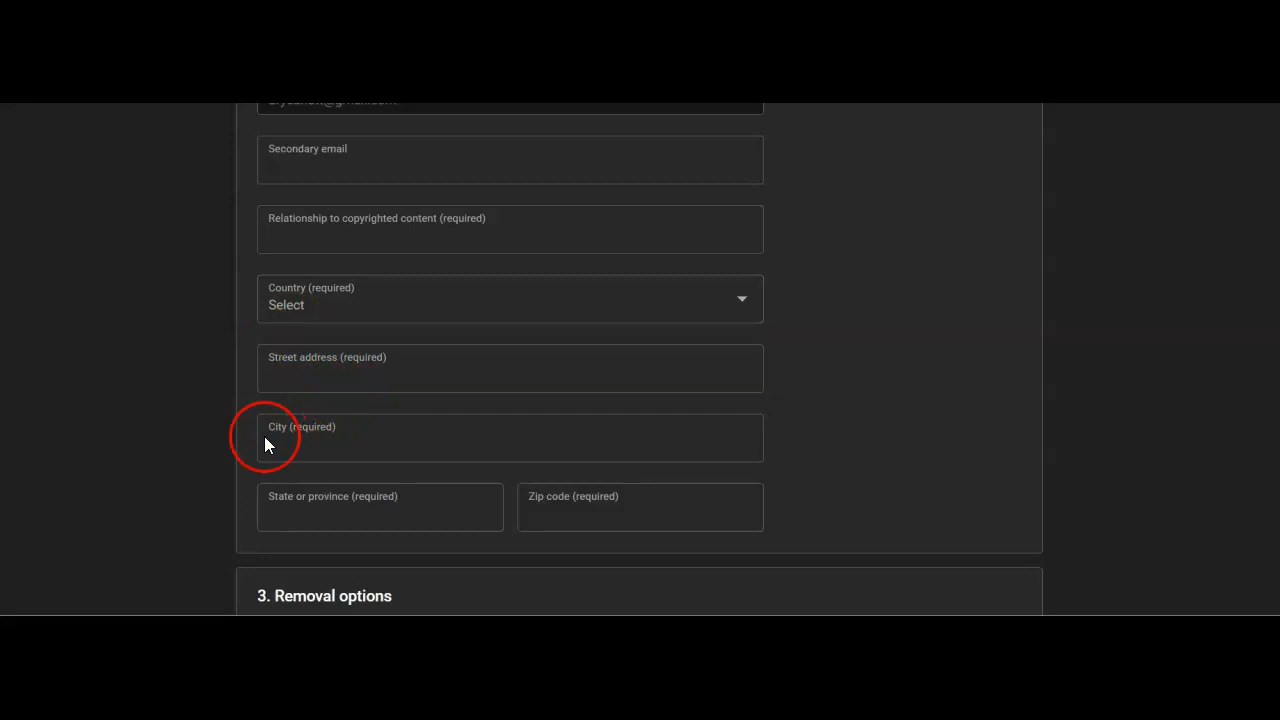 Secondary email
Relationship to copyrighted content (required)
Country (required)
Select
Street address (required)
City (required)
State or province (required) Zip code (required)
3. Removal options